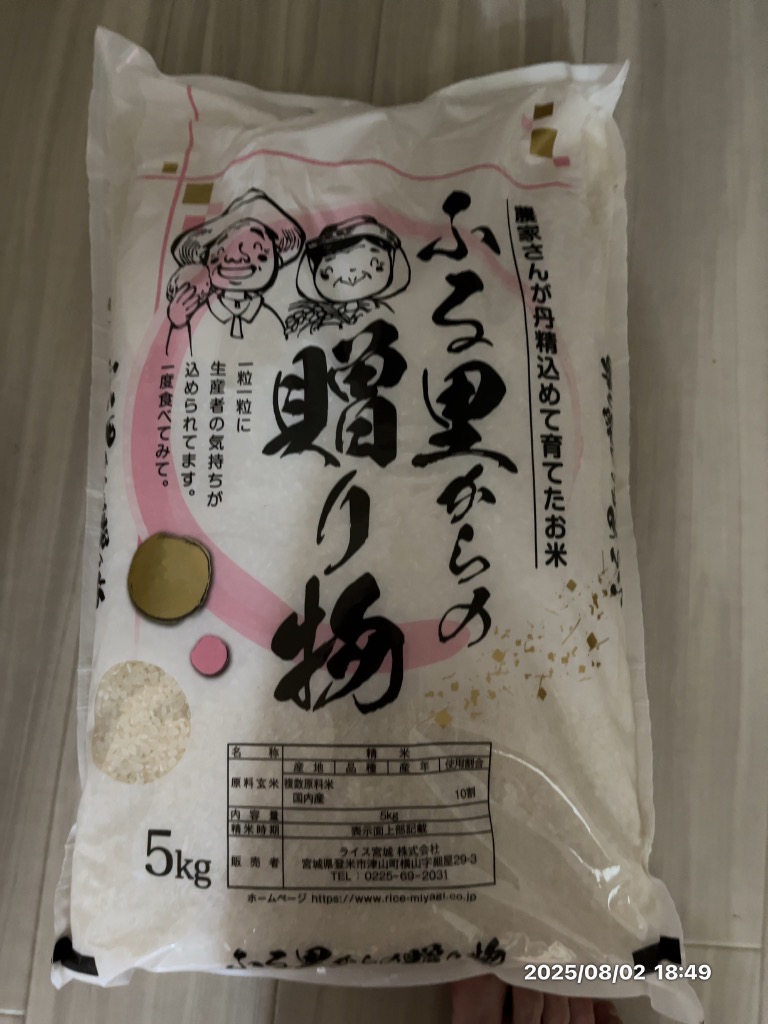 農家さんが丹精込めて育てたお米
ふる里からの
贈り物
一粒一粒に
生産者の気持ちが
込められてます。
一度食べてみて。
名称 精米
産地 品種 産年 使用割合
原料玄米 複数原料米
国内産 10割
内容量 5kg
精米時期 表示面上部記載
販売者 ライス宮城 株式会社
宮城県登米市津山町横山字細屋29-3
TEL：0225-69-2031
5kg
ホームページ https://www.rice-miyagi.co.jp
ふる里からの贈り物
2025/08/02 18:49